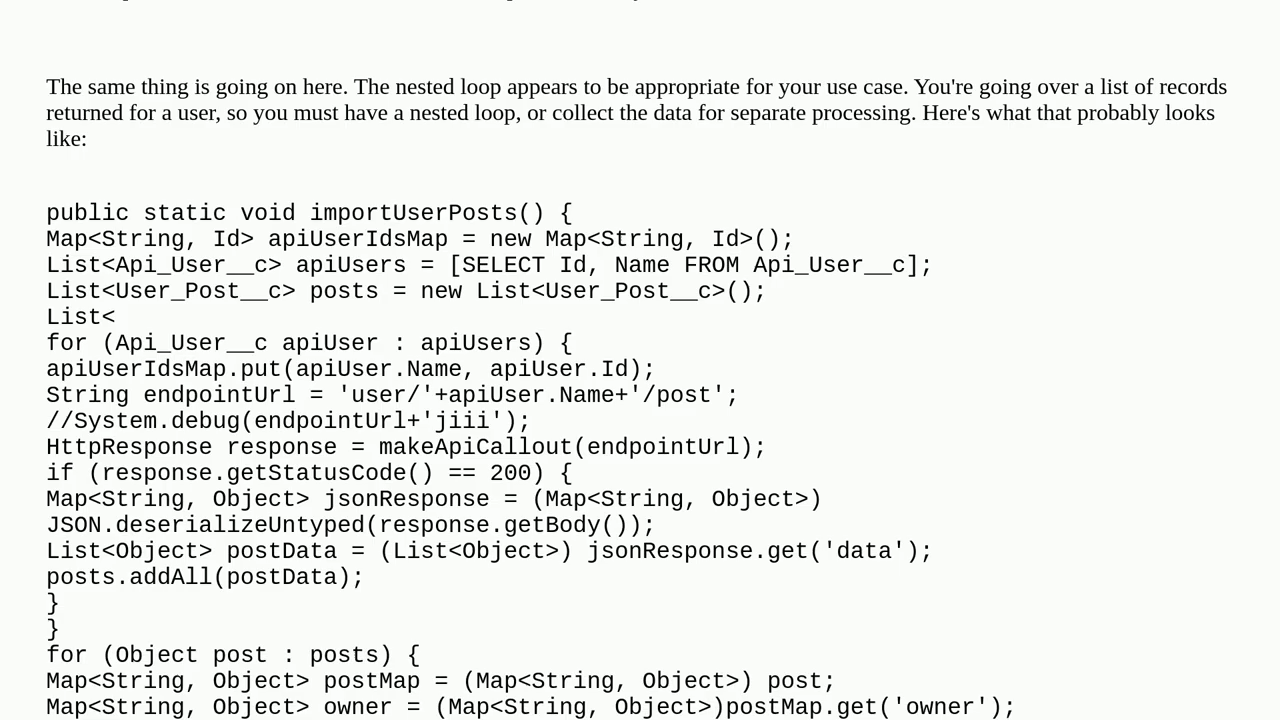 The same thing is going on here. The nested loop appears to be appropriate for your use case. You're going over a list of records
returned for a user, so you must have a nested loop, or collect the data for separate processing. Here's what that probably looks
like:
public static void importUserPosts() {
Map<String, Id> apiUserIdsMap = new Map<String, Id>();
List<Api_User__c> apiUsers = [SELECT Id, Name FROM Api_User__c];
List<User_Post__c> posts = new List<User_Post__c>();
List<
for (Api_User__c apiUser : apiUsers) {
apiUserIdsMap.put(apiUser.Name, apiUser.Id);
String endpointUrl = 'user/'+apiUser.Name+'/post';
//System.debug(endpointUrl+'jiii');
HttpResponse response = makeApiCallout(endpointUrl);
if (response.getStatusCode() == 200) {
Map<String, Object> jsonResponse = (Map<String, Object>)
JSON.deserializeUntyped(response.getBody());
List<Object> postData = (List<Object>) jsonResponse.get('data');
posts.addAll(postData);
}
}
for (Object post : posts) {
Map<String, Object> postMap = (Map<String, Object>) post;
Map<String, Object> owner = (Map<String, Object>)postMap.get('owner');